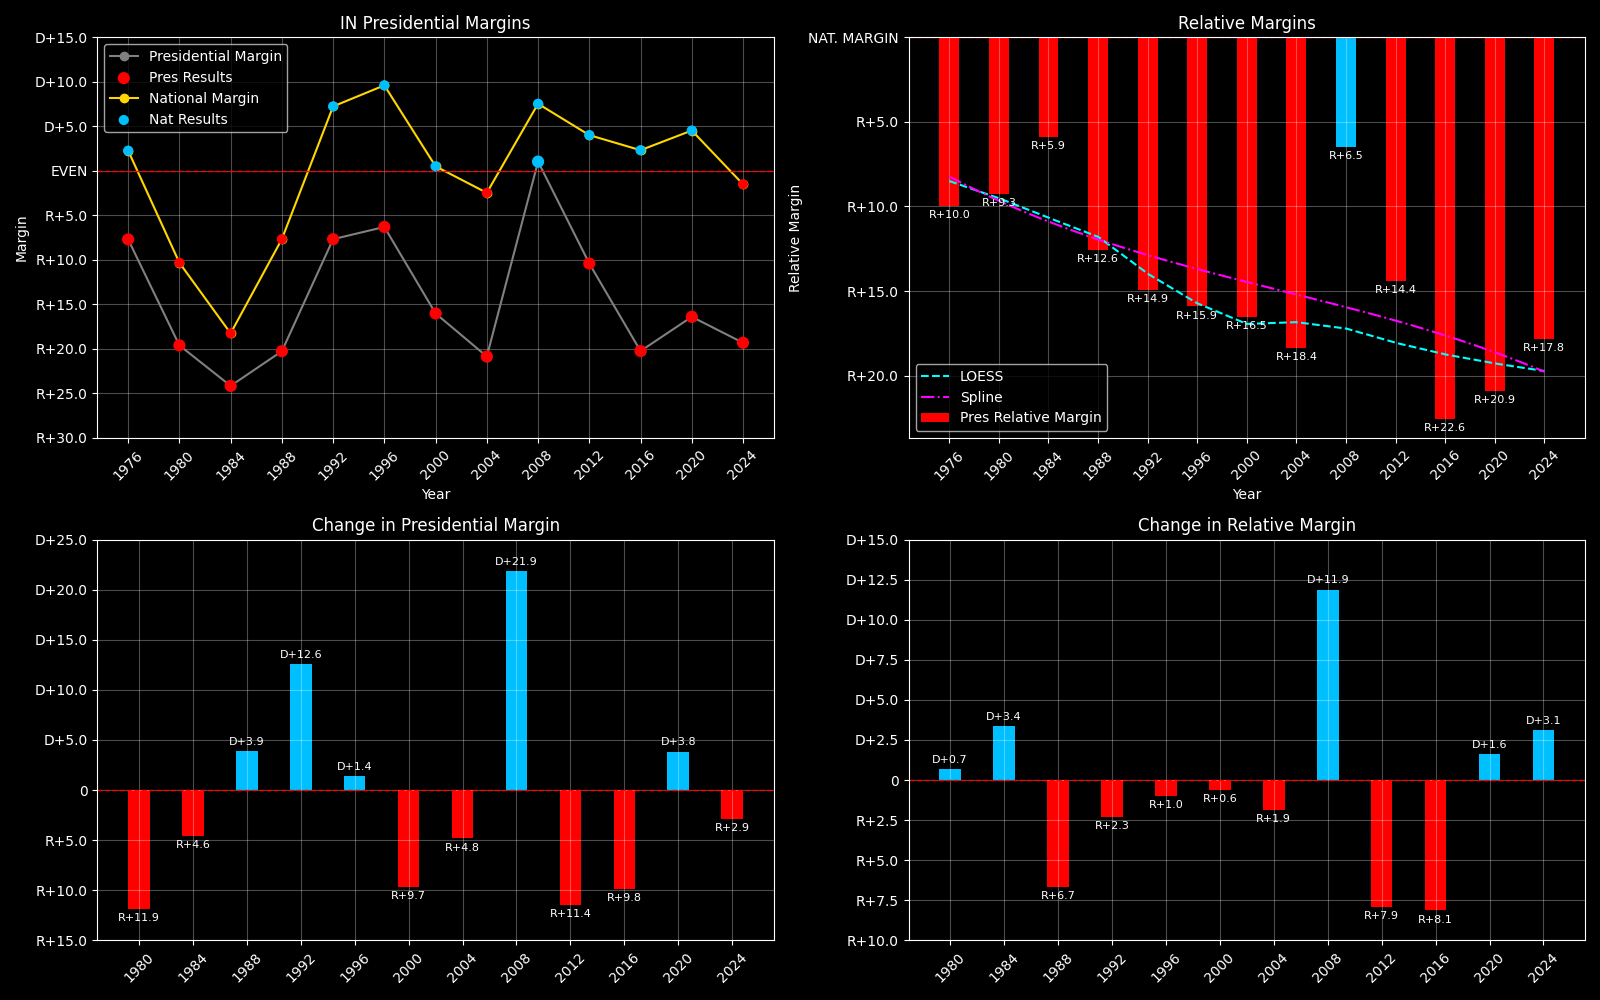 IN Presidential Margins
D+15.0
D+10.0
D+5.0
EVEN
R+5.0
R+10.0
R+15.0
R+20.0
R+25.0
R+30.0
Margin
Presidential Margin
Pres Results
National Margin
Nat Results
1976 1980 1984 1988 1992 1996 2000 2004 2008 2012 2016 2020 2024
Year
Relative Margins
NAT. MARGIN
R+5.0
R+10.0
R+15.0
R+20.0
Relative Margin
R+10.0
R+9.3
R+5.9
R+12.6
R+14.9
R+15.9
R+16.5
R+18.4
R+6.5
R+14.4
R+22.6
R+20.9
R+17.8
LOESS
Spline
Pres Relative Margin
1976 1980 1984 1988 1992 1996 2000 2004 2008 2012 2016 2020 2024
Year
Change in Presidential Margin
D+25.0
D+20.0
D+15.0
D+10.0
D+5.0
0
R+5.0
R+10.0
R+15.0
R+11.9
R+4.6
D+3.9
D+12.6
D+1.4
R+9.7
R+4.8
D+21.9
R+11.4
R+9.8
D+3.8
R+2.9
1980 1984 1988 1992 1996 2000 2004 2008 2012 2016 2020 2024
Change in Relative Margin
D+15.0
D+12.5
D+10.0
D+7.5
D+5.0
D+2.5
0
R+2.5
R+5.0
R+7.5
R+10.0
D+0.7
D+3.4
R+6.7
R+2.3
R+1.0
R+0.6
R+1.9
D+11.9
R+7.9
R+8.1
D+1.6
D+3.1
1980 1984 1988 1992 1996 2000 2004 2008 2012 2016 2020 2024